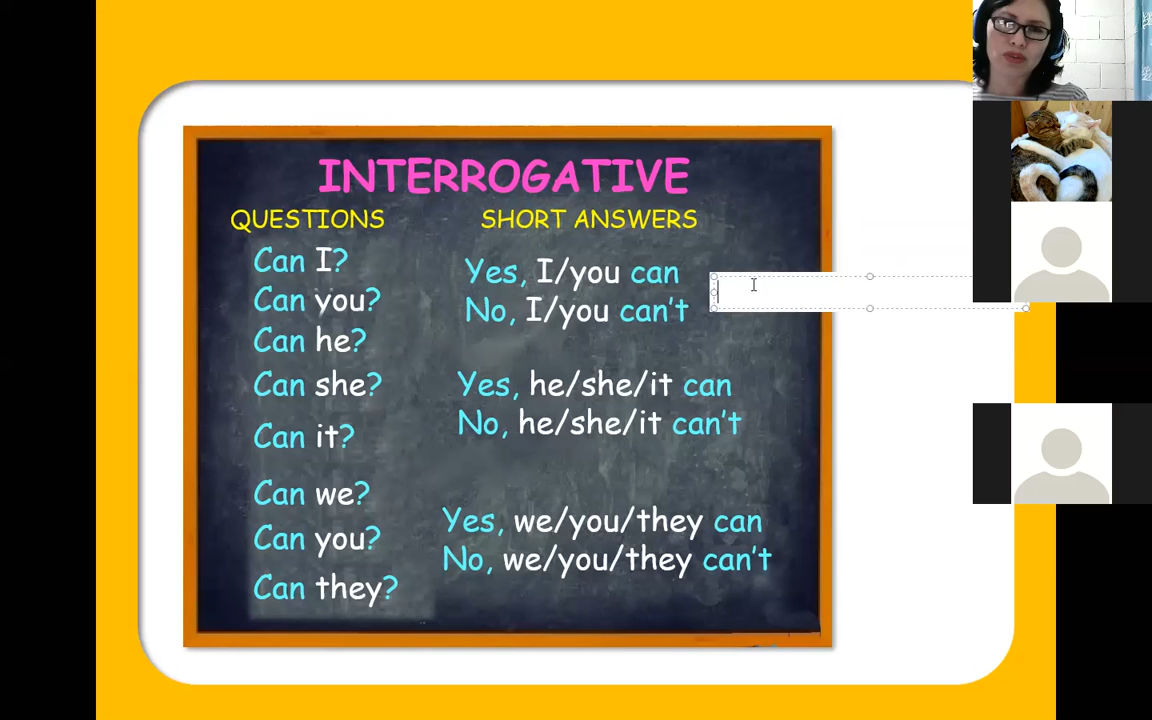 INTERROGATIVE
QUESTIONS
Can I?
Can you?
Can he?
Can she?
Can it?
Can we?
Can you?
Can they?
SHORT ANSWERS
Yes, I/you can
No, I/you can't
Yes, he/she/it can
No, he/she/it can't
Yes, we/you/they can
No, we/you/they can't